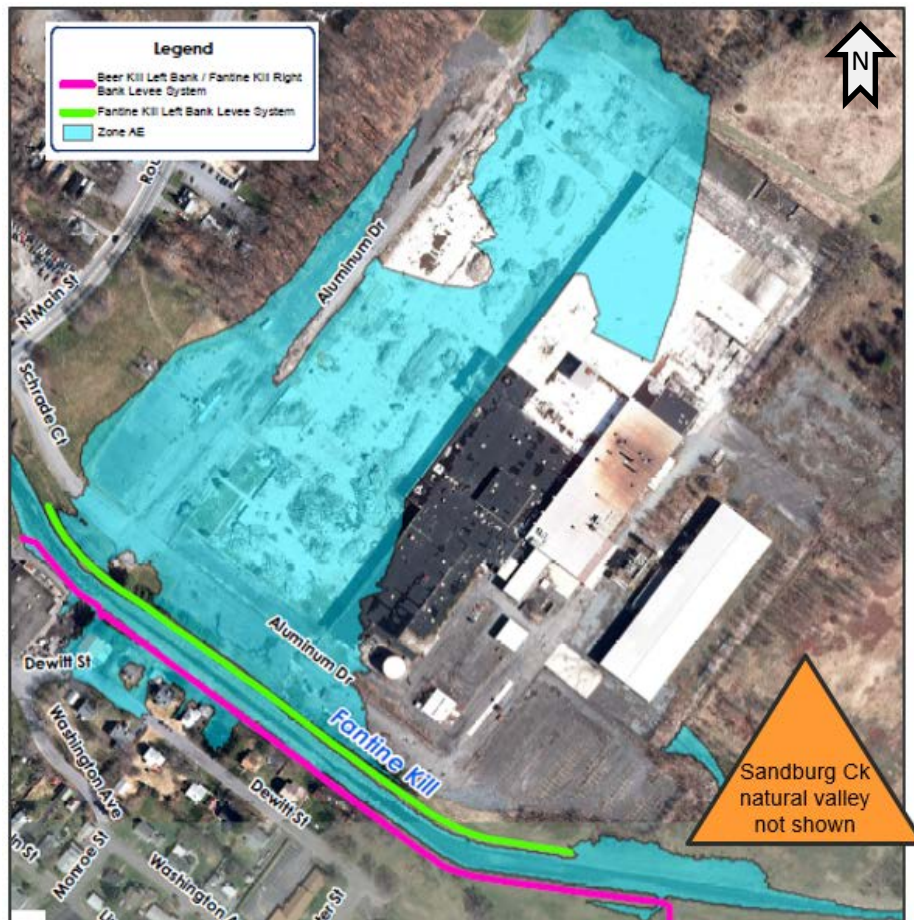 Legend
Beer Kill Left Bank / Fantine Kill Right
Bank Levee System
Fantine Kill Left Bank Levee System
Zone AE
N
N Main St
Aluminum Dr
Schrade Ct
Aluminum Dr
Dewitt St
Fantine Kill
Washington Ave
Dewitt St
Sandburg Ck
natural valley
not shown
Monroe St
Washington A